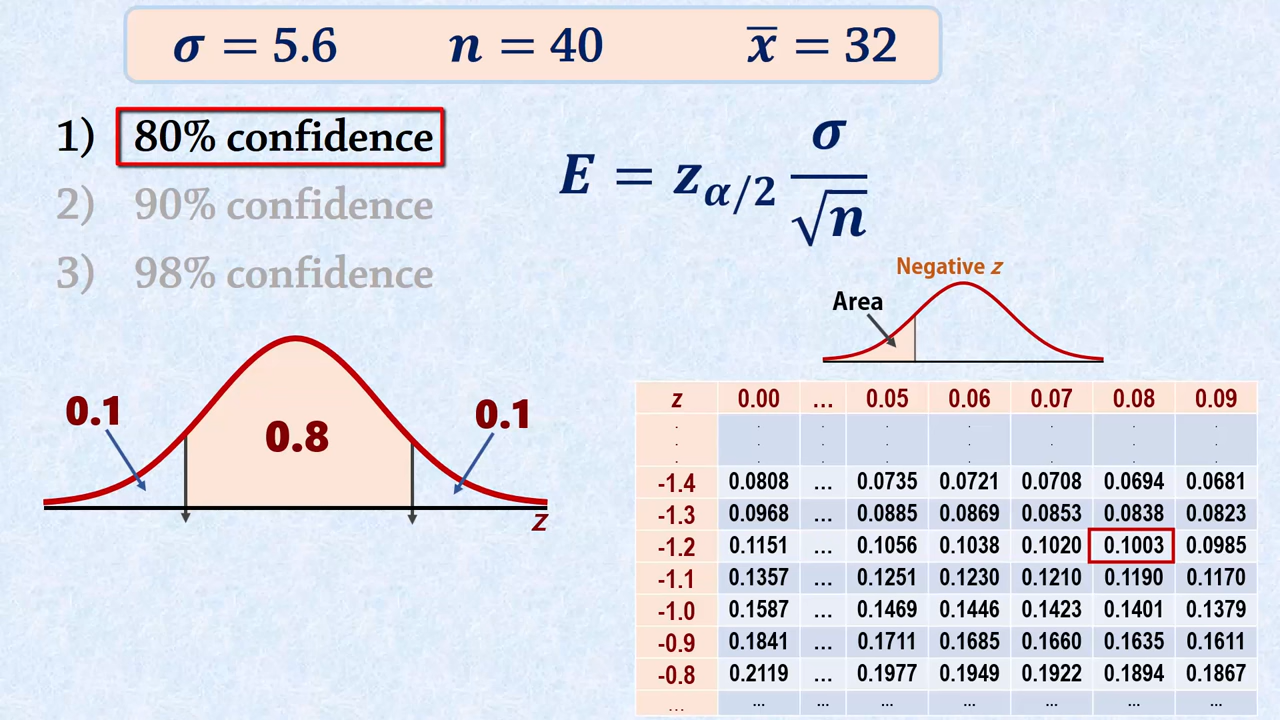 σ = 5.6 n = 40 x̅ = 32
1) 80% confidence
2) 90% confidence
3) 98% confidence
E = z_{α/2} σ/√n
Negative z
Area
0.1 0.8 0.1
z
z 0.00 ... 0.05 0.06 0.07 0.08 0.09
. . . . . . . .
. . . . . . . .
. . . . . . . .
-1.4 0.0808 ... 0.0735 0.0721 0.0708 0.0694 0.0681
-1.3 0.0968 ... 0.0885 0.0869 0.0853 0.0838 0.0823
-1.2 0.1151 ... 0.1056 0.1038 0.1020 0.1003 0.0985
-1.1 0.1357 ... 0.1251 0.1230 0.1210 0.1190 0.1170
-1.0 0.1587 ... 0.1469 0.1446 0.1423 0.1401 0.1379
-0.9 0.1841 ... 0.1711 0.1685 0.1660 0.1635 0.1611
-0.8 0.2119 ... 0.1977 0.1949 0.1922 0.1894 0.1867
... ... ... ... ... ... ... ...